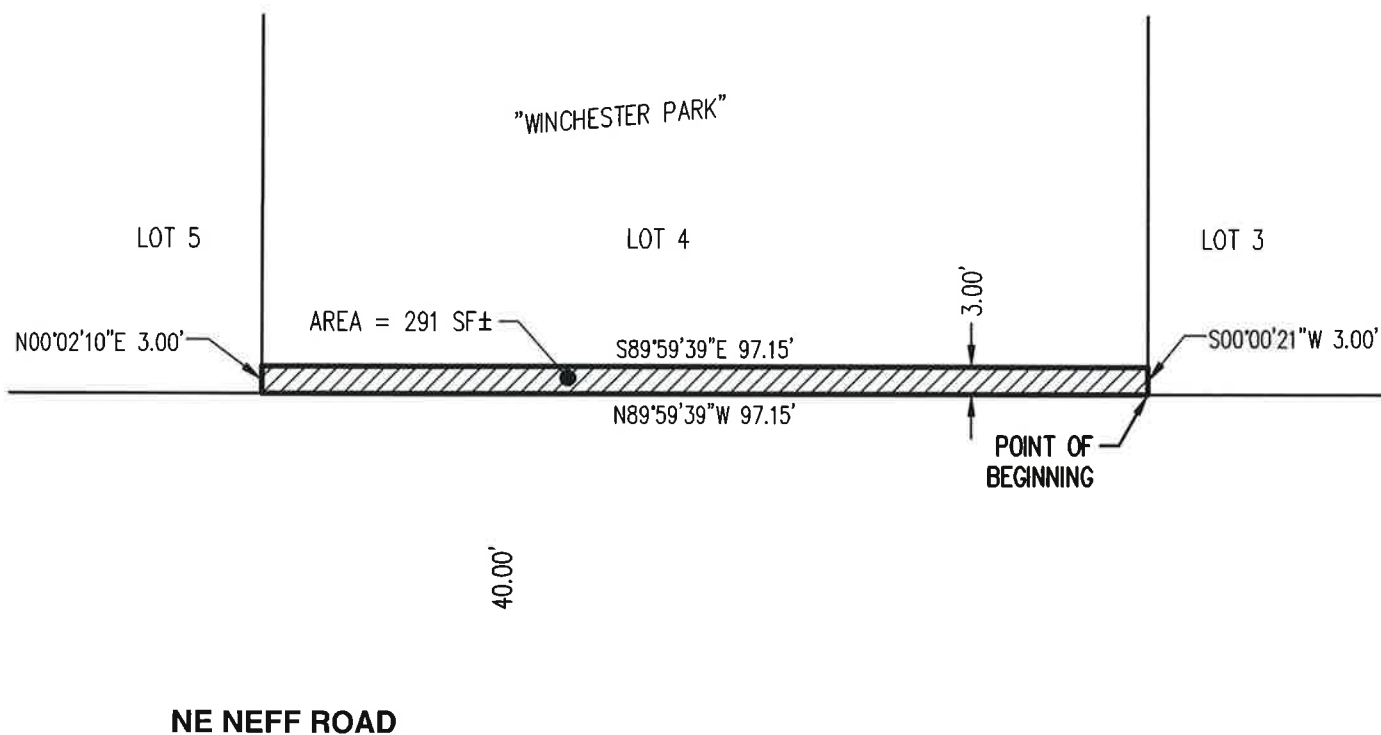 "WINCHESTER PARK"
LOT 5
LOT 4
LOT 3
3.00'
AREA = 291 SF±
N00°02'10"E 3.00'
S89°59'39"E 97.15'
S00°00'21"W 3.00'
N89°59'39"W 97.15'
POINT OF
BEGINNING
40.00'
NE NEFF ROAD